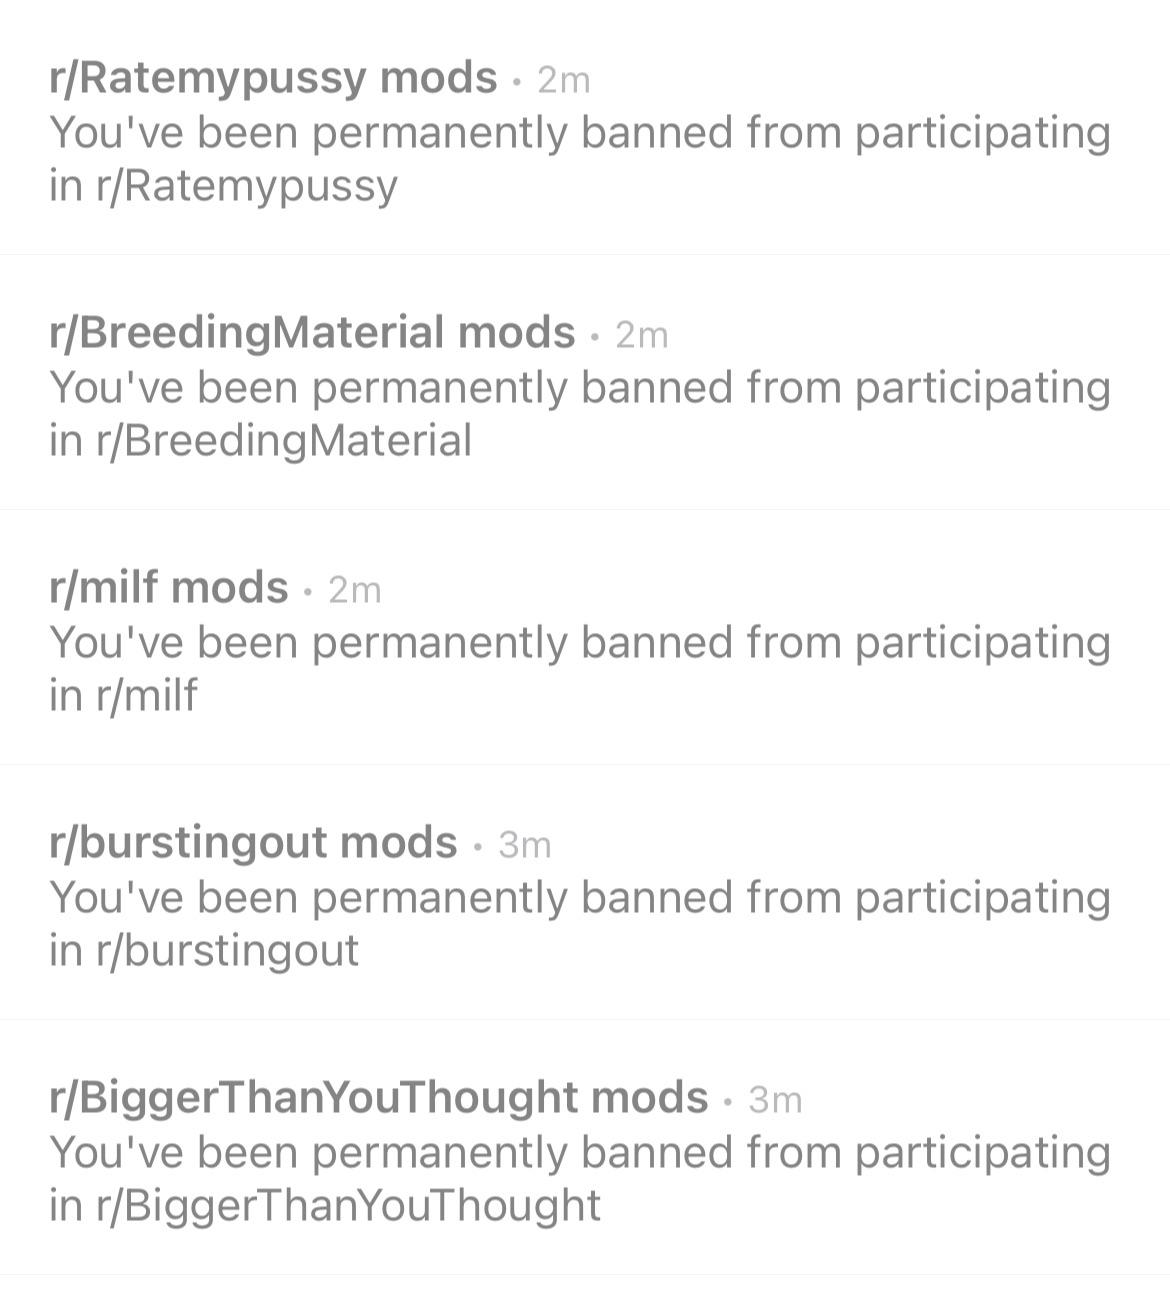 r/Ratemypussy mods • 2m
You've been permanently banned from participating
in r/Ratemypussy
r/BreedingMaterial mods • 2m
You've been permanently banned from participating
in r/BreedingMaterial
r/milf mods • 2m
You've been permanently banned from participating
in r/milf
r/burstingout mods • 3m
You've been permanently banned from participating
in r/burstingout
r/BiggerThanYouThought mods • 3m
You've been permanently banned from participating
in r/BiggerThanYouThought